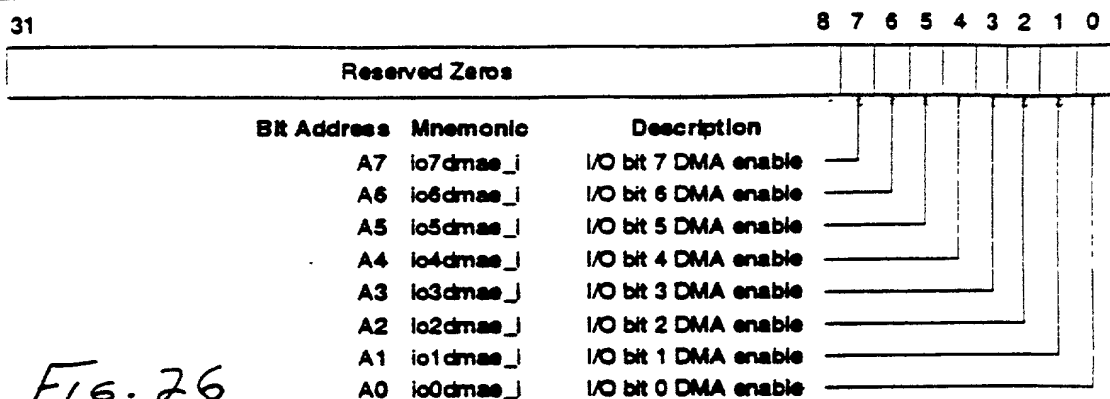 31 8 7 6 5 4 3 2 1 0
Reserved Zeros
Bit Address Mnemonic Description
A7 io7dmae_i I/O bit 7 DMA enable
A6 io6dmae_i I/O bit 6 DMA enable
A5 io5dmae_i I/O bit 5 DMA enable
A4 io4dmae_i I/O bit 4 DMA enable
A3 io3dmae_i I/O bit 3 DMA enable
A2 io2dmae_i I/O bit 2 DMA enable
A1 io1dmae_i I/O bit 1 DMA enable
A0 io0dmae_i I/O bit 0 DMA enable
FIG. 26